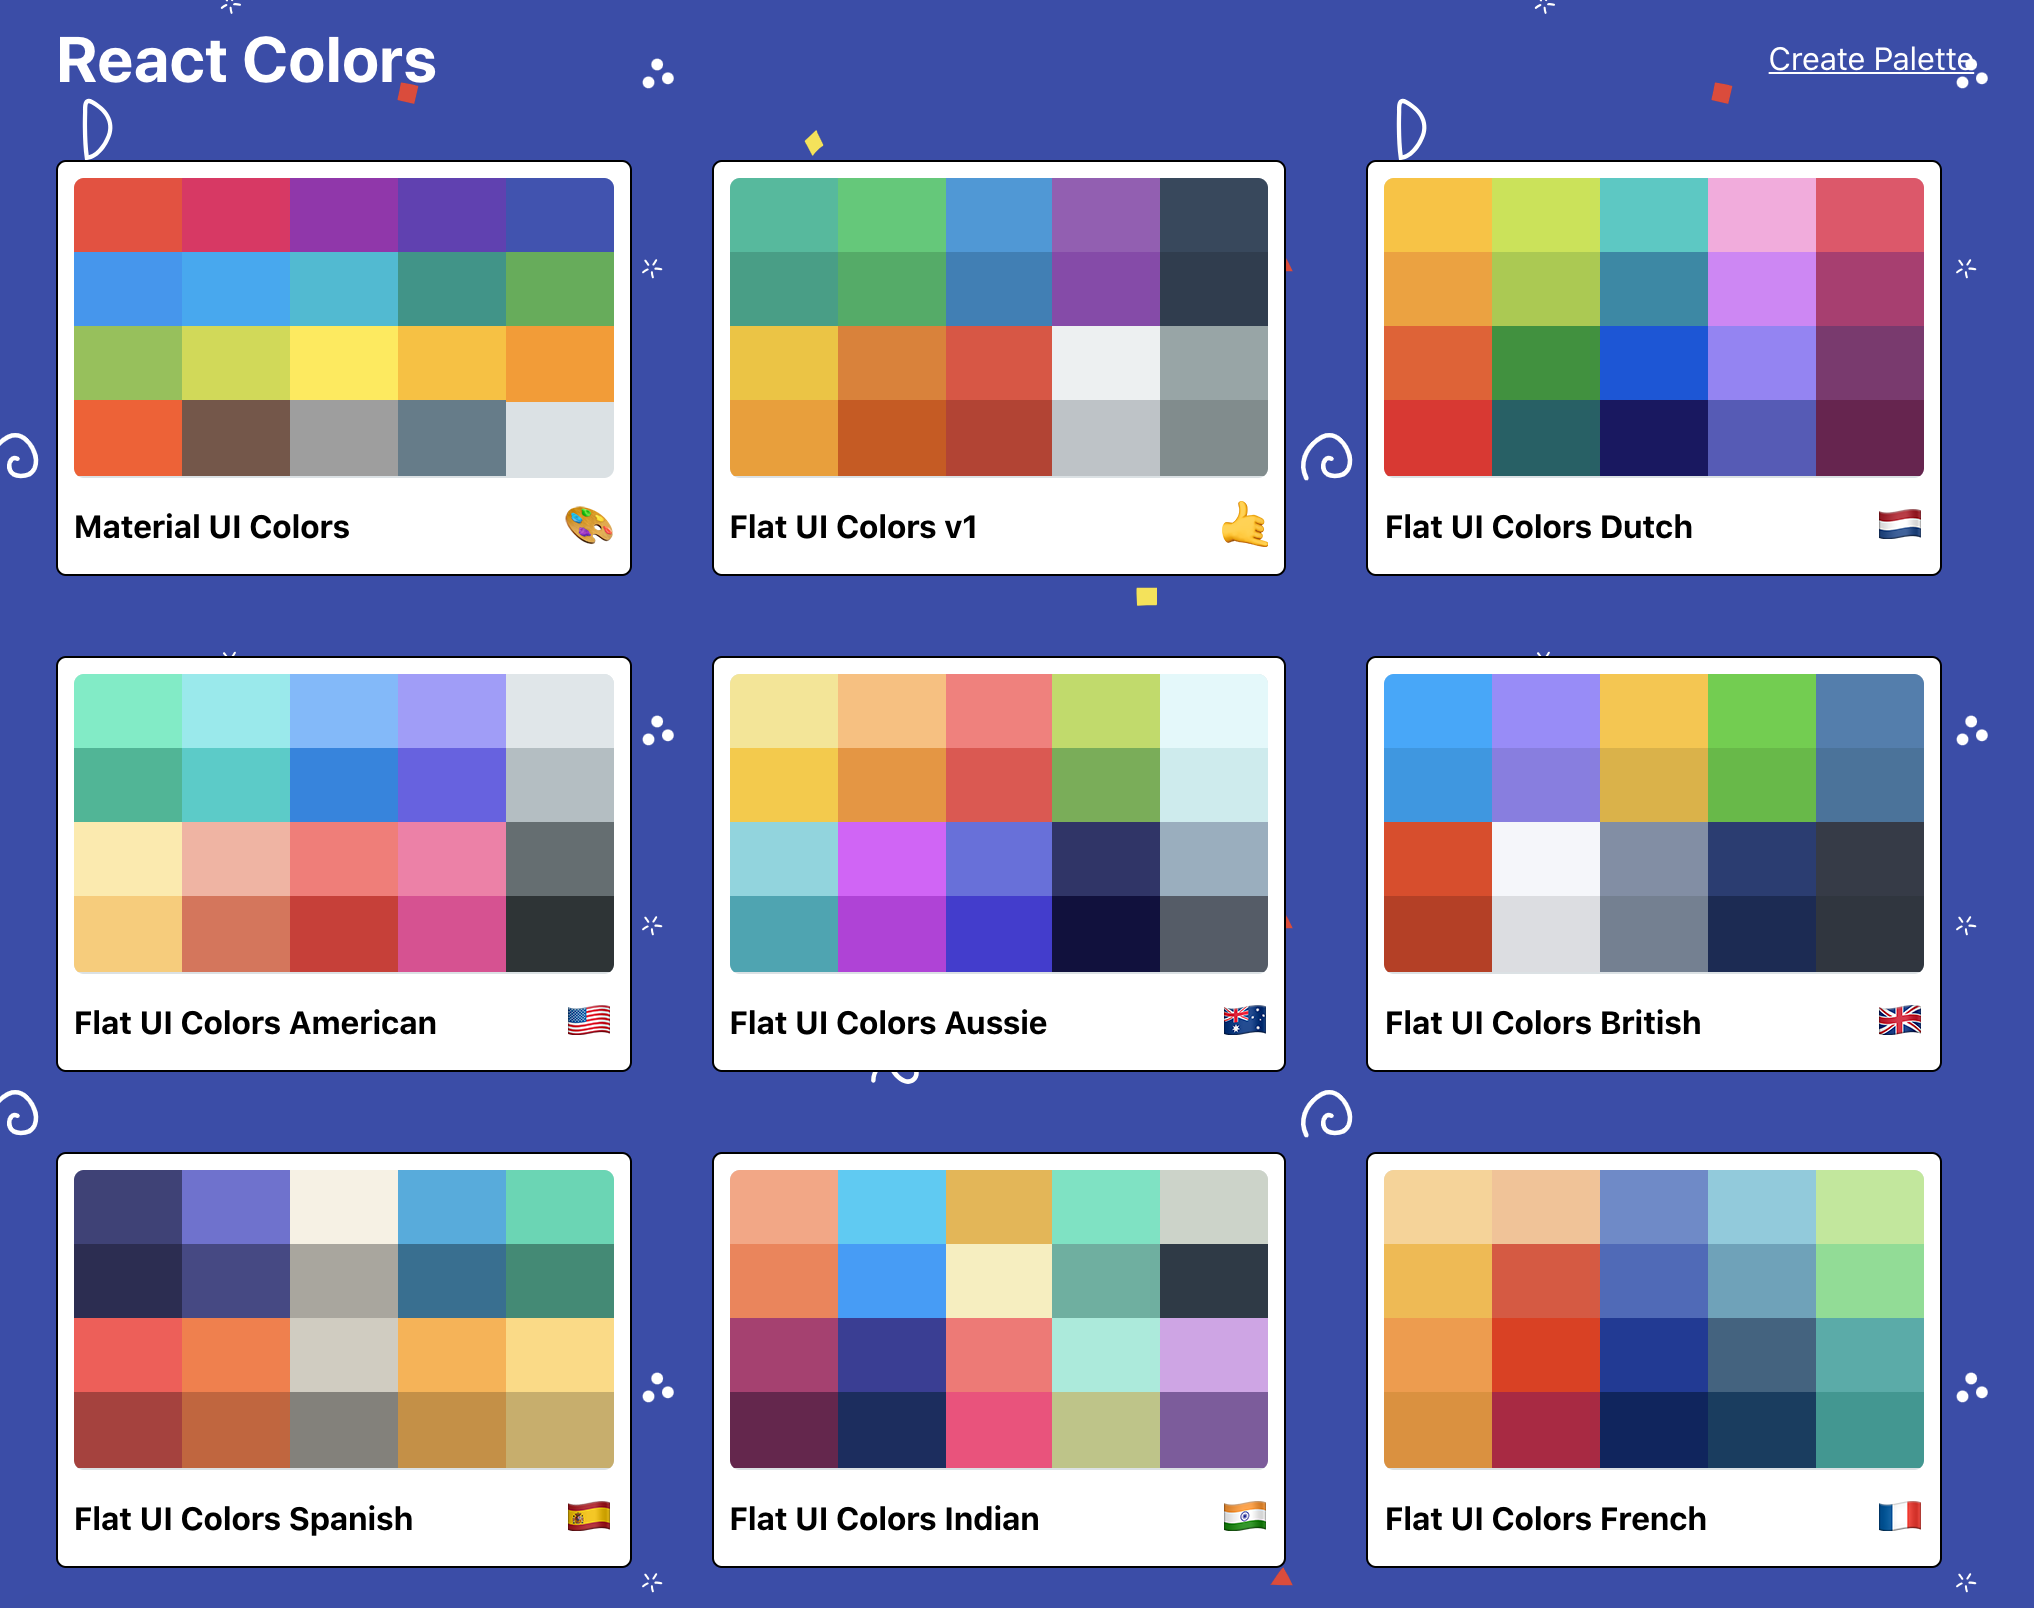 React Colors
Create Palette
Material UI Colors
Flat UI Colors v1
Flat UI Colors Dutch
Flat UI Colors American
Flat UI Colors Aussie
Flat UI Colors British
Flat UI Colors Spanish
Flat UI Colors Indian
Flat UI Colors French